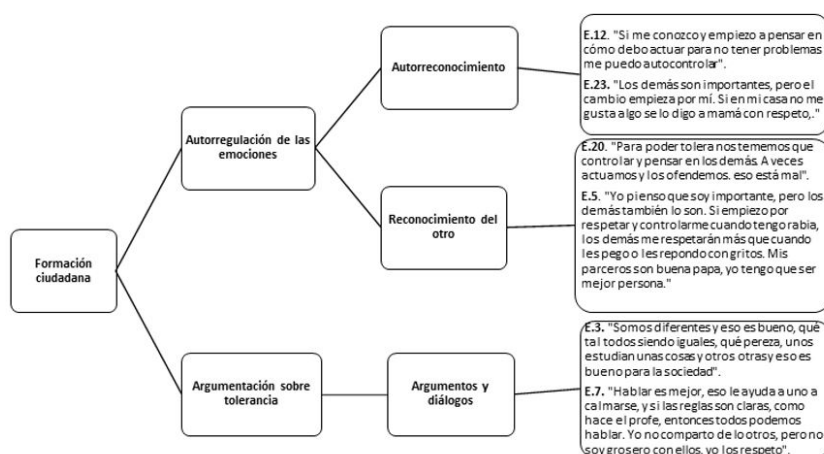 Formación
ciudadana
Autorregulación de las
emociones
Argumentación sobre
tolerancia
Autorreconocimiento
Reconocimiento del
otro
Argumentos y
diálogos
E.12. "Si me conozco y empiezo a pensar en
cómo debo actuar para no tener problemas
me puedo autocontrolar".
E.23. "Los demás son importantes, pero el
cambio empieza por mí. Si en mi casa no me
gusta algo se lo digo a mamá con respeto,."
E.20. "Para poder tolera nos tememos que
controlar y pensar en los demás. A veces
actuamos y los ofendemos. eso está mal".
E.5. "Yo pienso que soy importante, pero los
demás también lo son. Si empiezo por
respetar y controlarme cuando tengo rabia,
los demás me respetarán más que cuando
les pego o les repondo con gritos. Mis
parceros son buena papa, yo tengo que ser
mejor persona."
E.3. "Somos diferentes y eso es bueno, qué
tal todos siendo iguales, qué pereza, unos
estudian unas cosas y otros otras y eso es
bueno para la sociedad".
E.7. "Hablar es mejor, eso le ayuda a uno a
calmarse, y si las reglas son claras, como
hace el profe, entonces todos podemos
hablar. Yo no comparto de lo otros, pero no
soy grosero con ellos, yo los respeto".